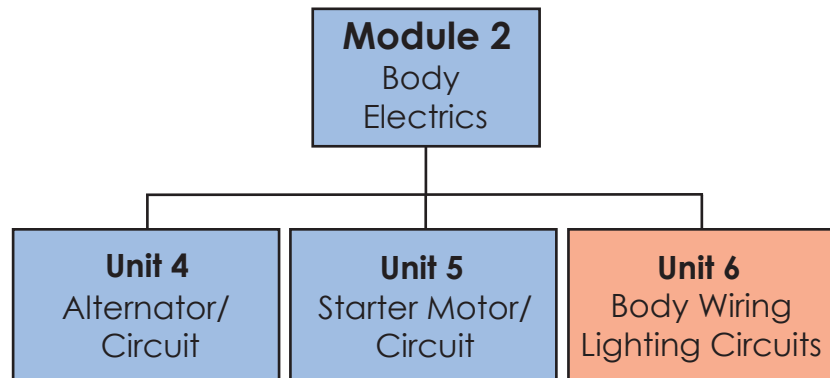 Module 2
Body
Electrics
Unit 4
Alternator/
Circuit
Unit 5
Starter Motor/
Circuit
Unit 6
Body Wiring
Lighting Circuits